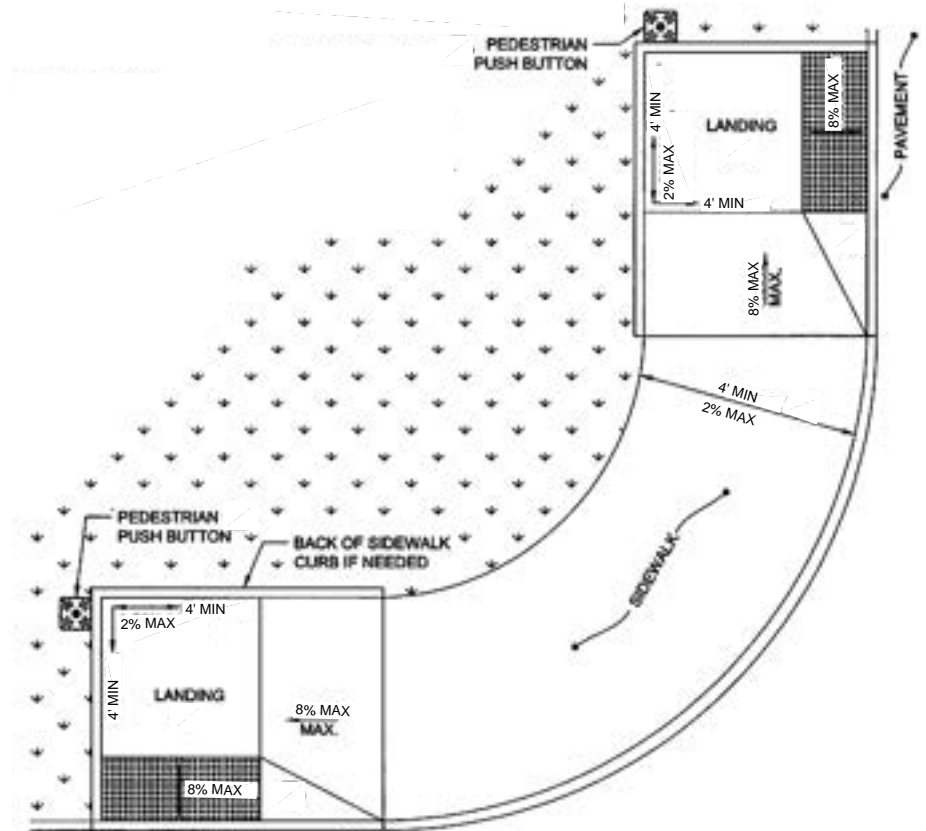 PEDESTRIAN
PUSH BUTTON
4' MIN
2% MAX
LANDING
8% MAX
4' MIN
PAVEMENT
8% MAX
MAX.
4' MIN
2% MAX
SIDEWALK
PEDESTRIAN
PUSH BUTTON
BACK OF SIDEWALK
CURB IF NEEDED
4' MIN
2% MAX
4' MIN
LANDING
8% MAX
MAX.
8% MAX